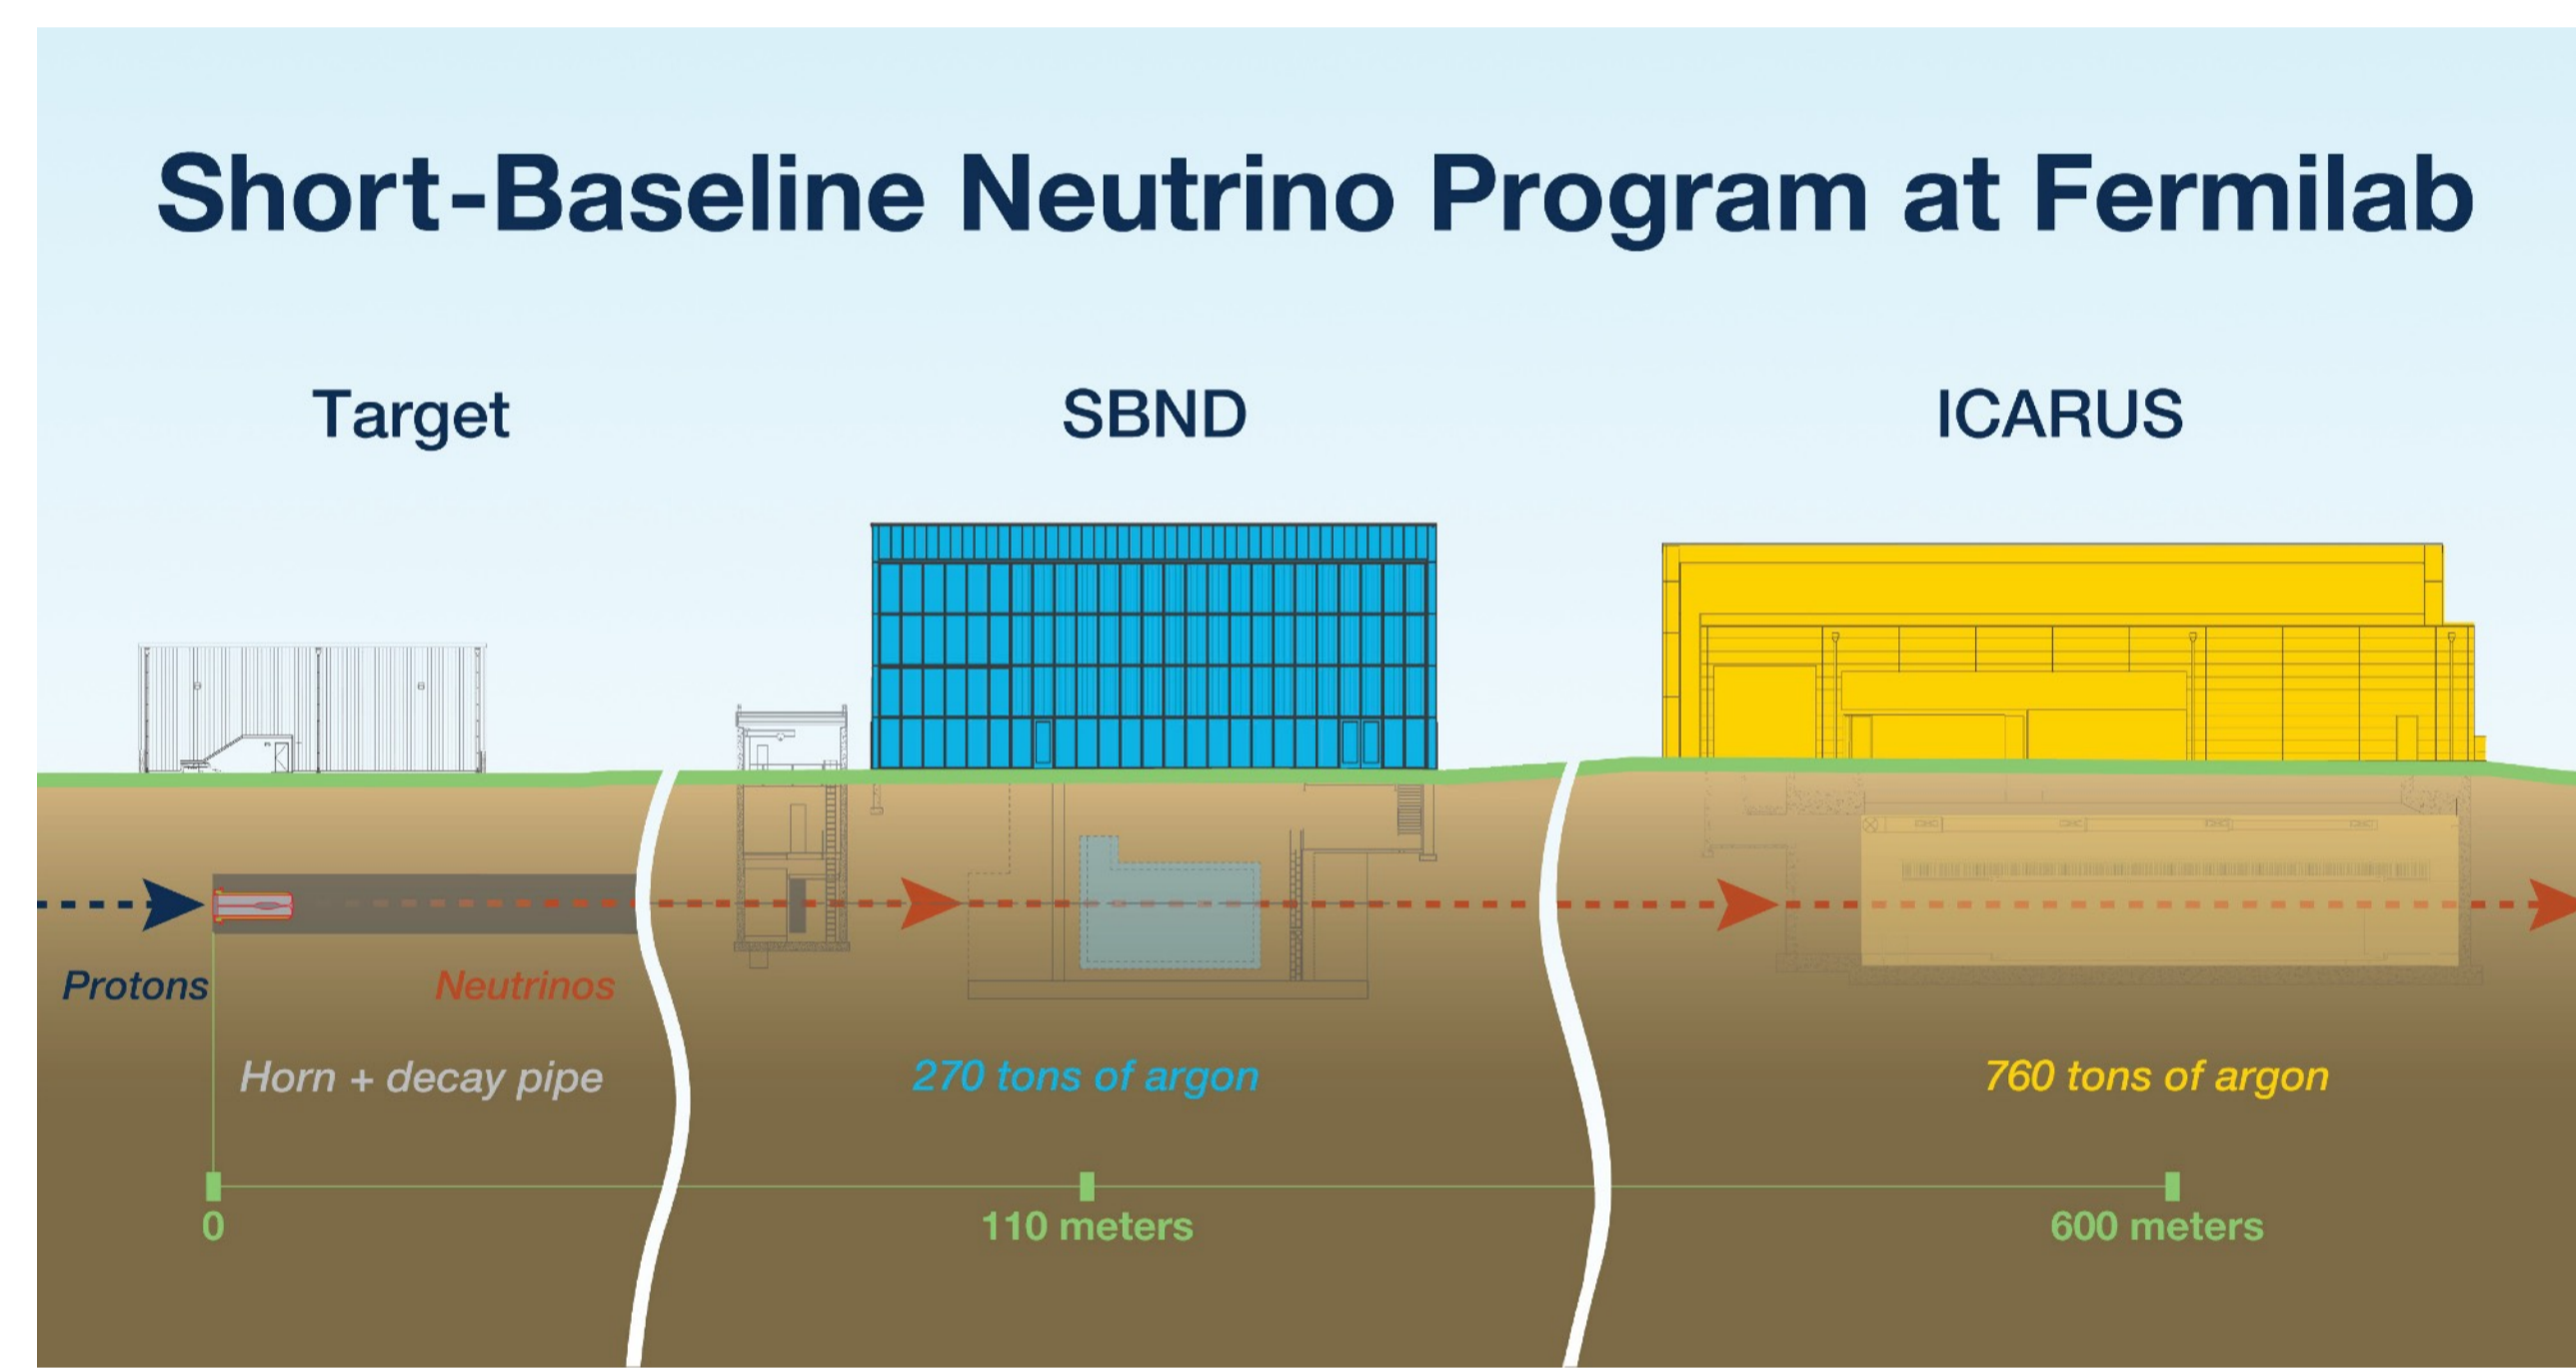 Short-Baseline Neutrino Program at Fermilab
Target
SBND
ICARUS
Protons
Neutrinos
Horn + decay pipe
270 tons of argon
760 tons of argon
0
110 meters
600 meters